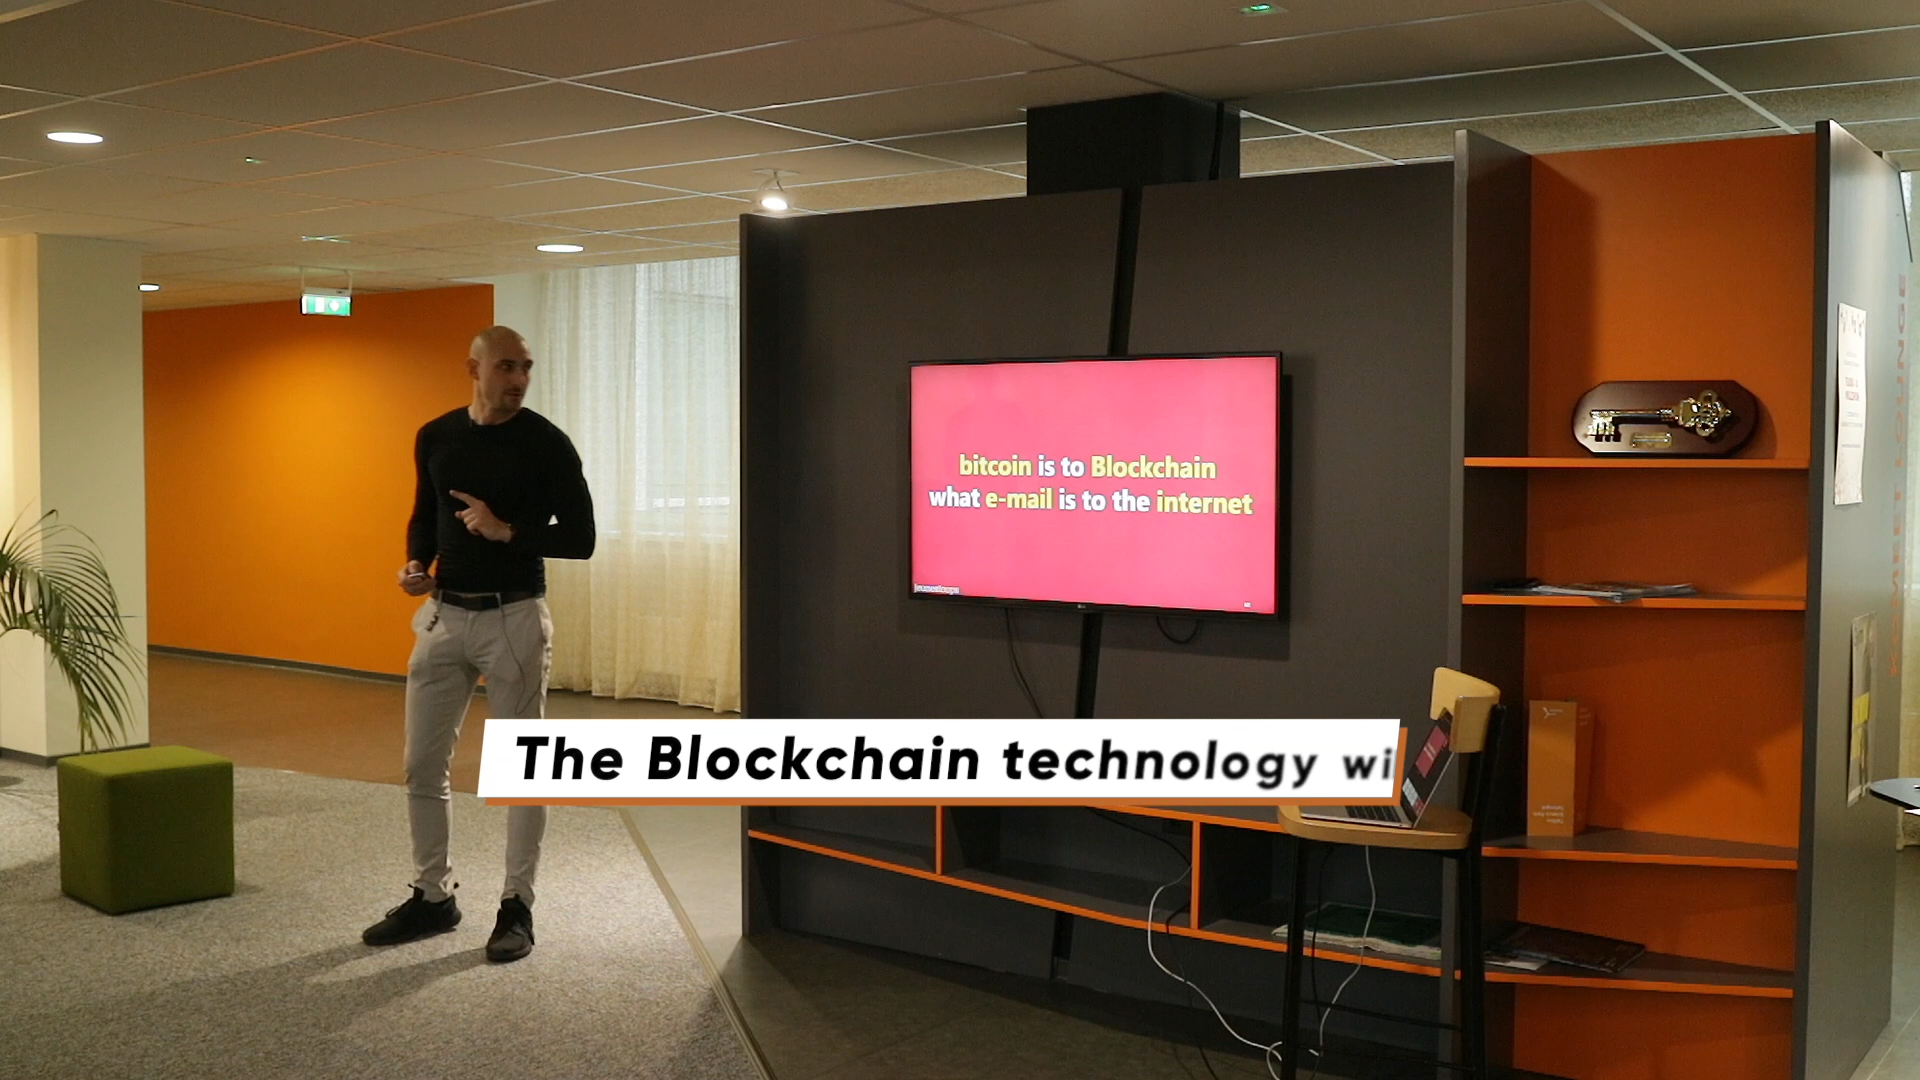 bitcoin is to Blockchain
what e-mail is to the internet
The Blockchain technology wi